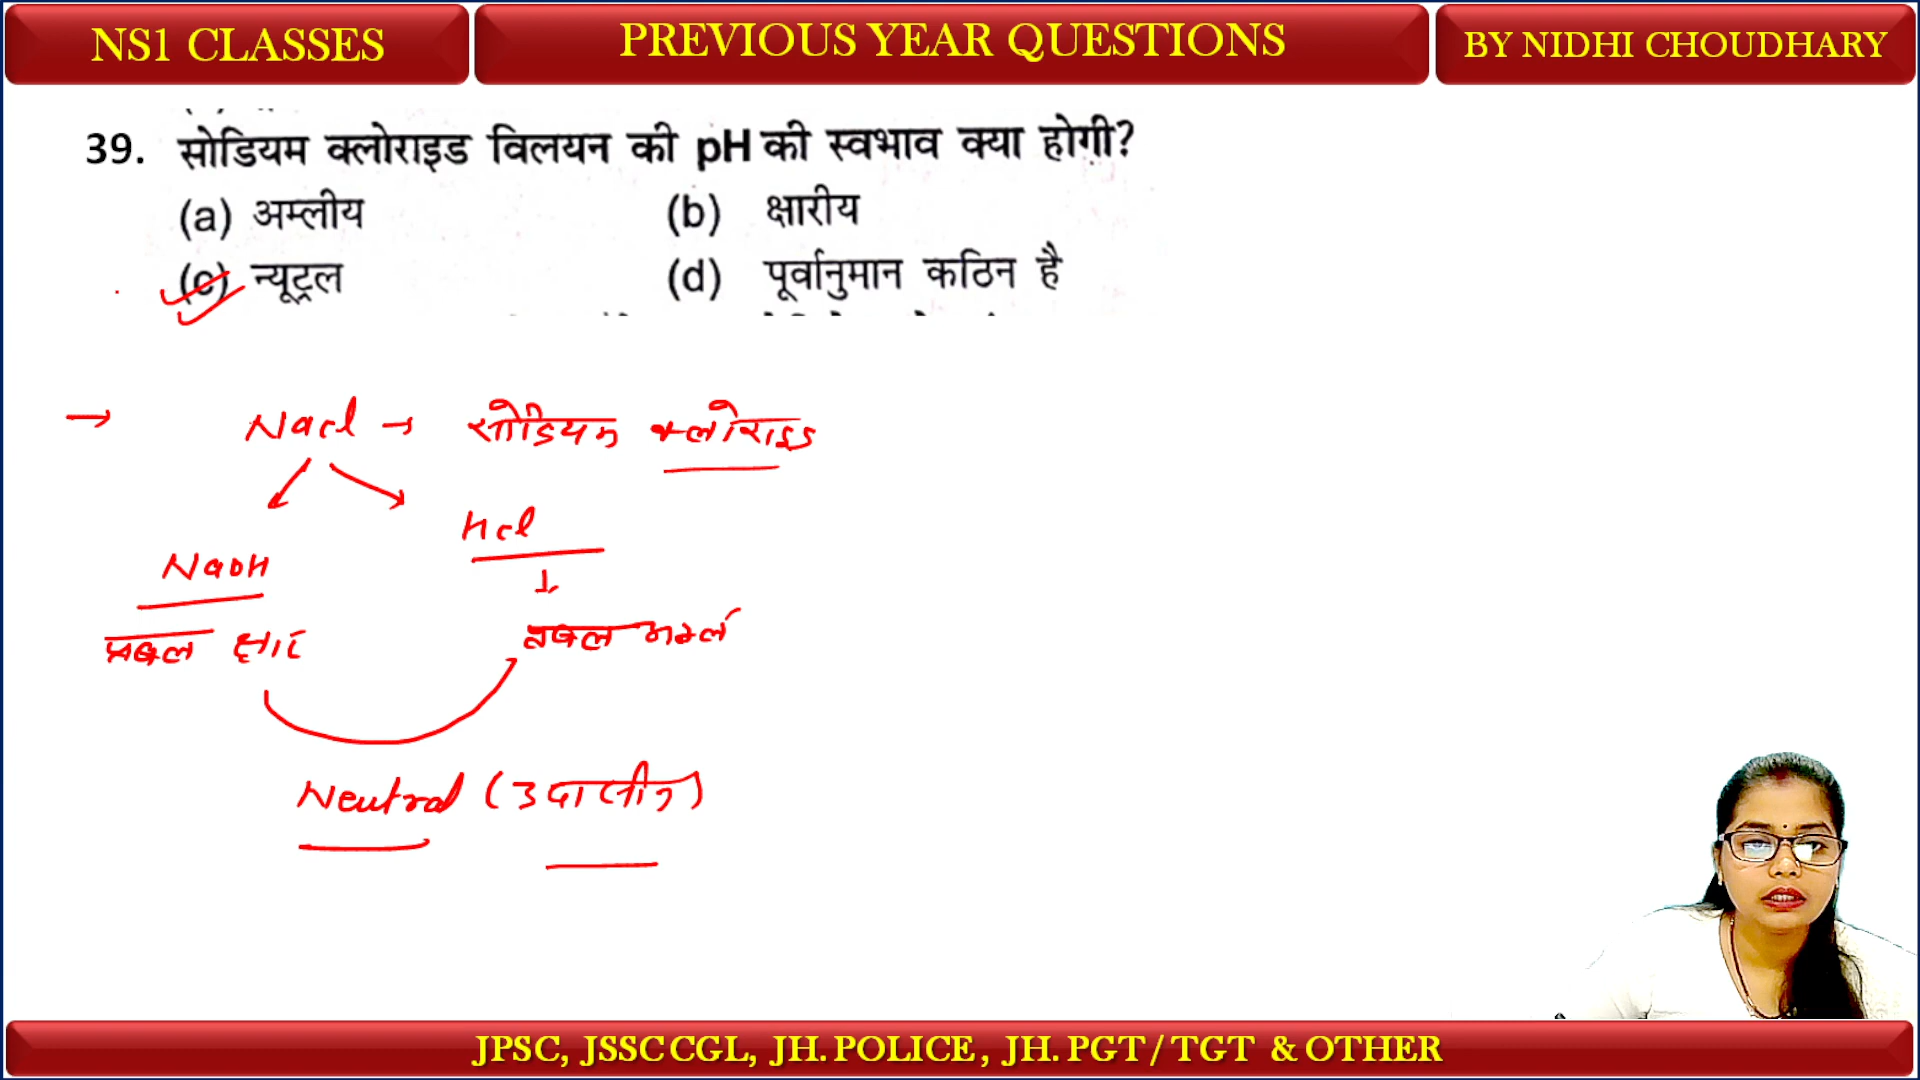 NS1 CLASSES
PREVIOUS YEAR QUESTIONS
BY NIDHI CHOUDHARY
39. सोडियम क्लोराइड विलयन की pH की स्वभाव क्या होगी?
(a) अम्लीय (b) क्षारीय
(c) न्यूट्रल (d) पूर्वानुमान कठिन है
→ Nacl → सोडियम क्लोराइड
Hcl
NaOH
प्रबल क्षार प्रबल अम्ल
Neutral (उदासीन)
JPSC, JSSC CGL, JH. POLICE, JH. PGT / TGT & OTHER